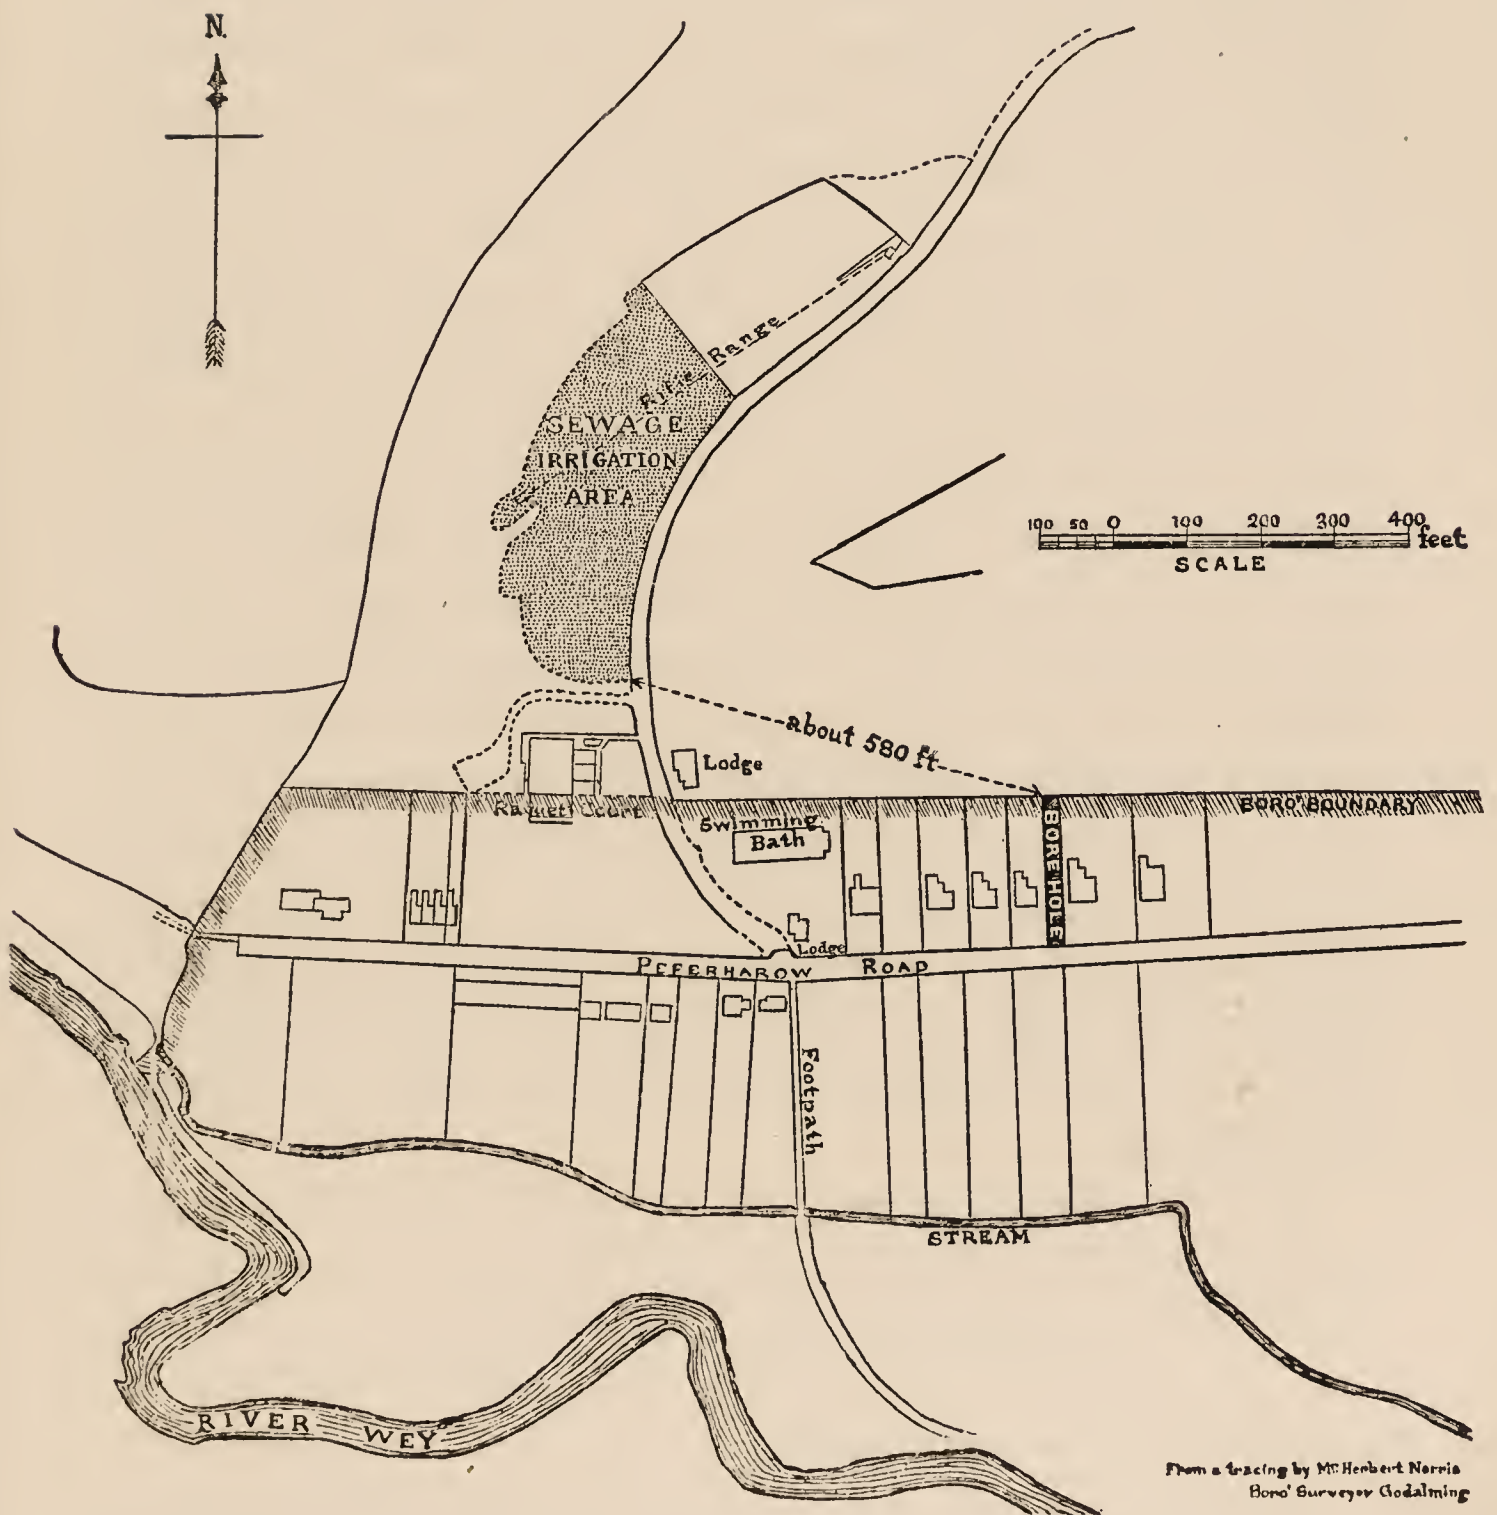 N.
Rifle Range
SEWAGE
IRRIGATION
AREA
100 50 0 100 200 300 400 feet
SCALE
about 580 ft
Lodge
Raquett Court
Swimming
Bath
BORO' BOUNDARY
BORE HOLE
Lodge
PEFERHAROW ROAD
Footpath
STREAM
RIVER WEY
From a tracing by Mr. Herbert Norris
Boro' Surveyor Godalming